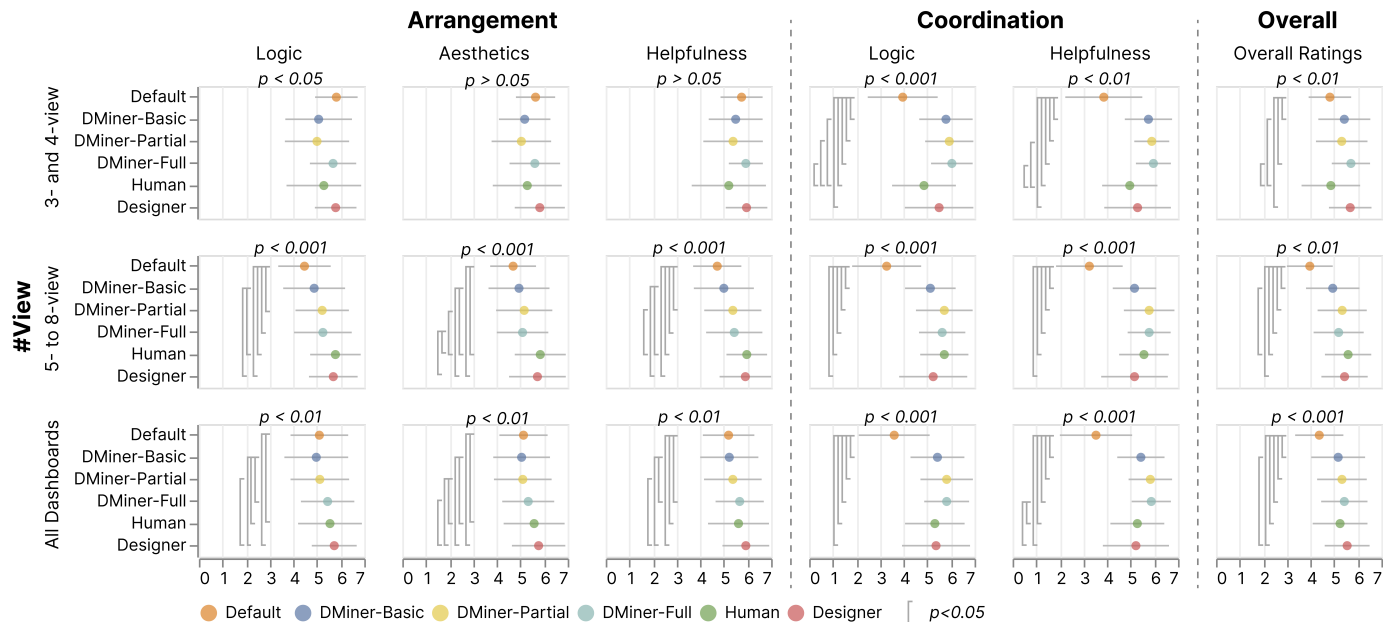 Arrangement Coordination Overall
Logic Aesthetics Helpfulness Logic Helpfulness Overall Ratings
p < 0.05 p > 0.05 p > 0.05 p < 0.001 p < 0.01 p < 0.01
#View
3- and 4-view
Default
DMiner-Basic
DMiner-Partial
DMiner-Full
Human
Designer
p < 0.001 p < 0.001 p < 0.001 p < 0.001 p < 0.001 p < 0.01
5- to 8-view
Default
DMiner-Basic
DMiner-Partial
DMiner-Full
Human
Designer
p < 0.01 p < 0.01 p < 0.01 p < 0.001 p < 0.001 p < 0.001
All Dashboards
Default
DMiner-Basic
DMiner-Partial
DMiner-Full
Human
Designer
0 1 2 3 4 5 6 7 0 1 2 3 4 5 6 7 0 1 2 3 4 5 6 7 0 1 2 3 4 5 6 7 0 1 2 3 4 5 6 7 0 1 2 3 4 5 6 7
Default DMiner-Basic DMiner-Partial DMiner-Full Human Designer p<0.05